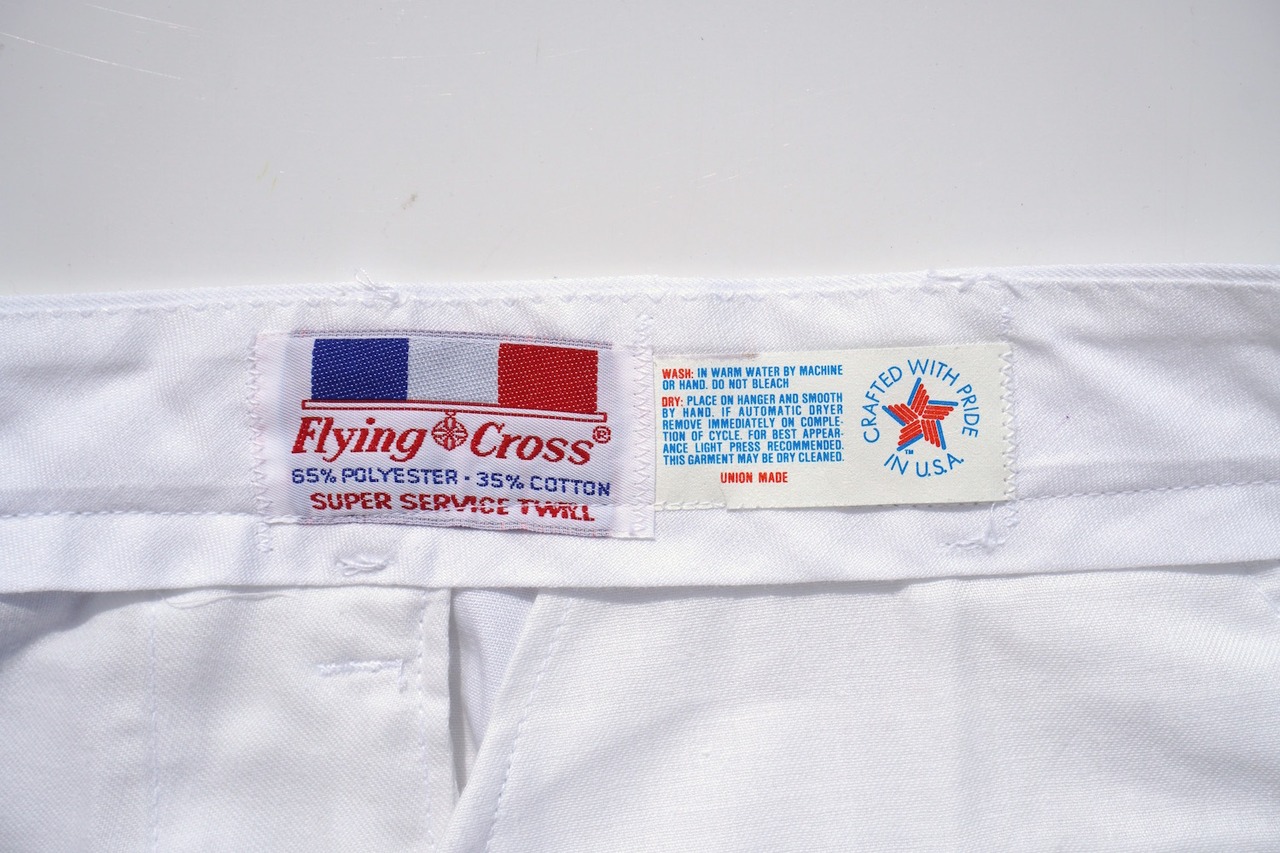 Flying Cross®
65% POLYESTER · 35% COTTON
SUPER SERVICE TWILL
WASH: IN WARM WATER BY MACHINE
OR HAND. DO NOT BLEACH
DRY: PLACE ON HANGER AND SMOOTH
BY HAND. IF AUTOMATIC DRYER
REMOVE IMMEDIATELY ON COMPLE-
TION OF CYCLE. FOR BEST APPEAR-
ANCE LIGHT PRESS RECOMMENDED.
THIS GARMENT MAY BE DRY CLEANED.
UNION MADE
CRAFTED WITH PRIDE
TM
IN U.S.A.